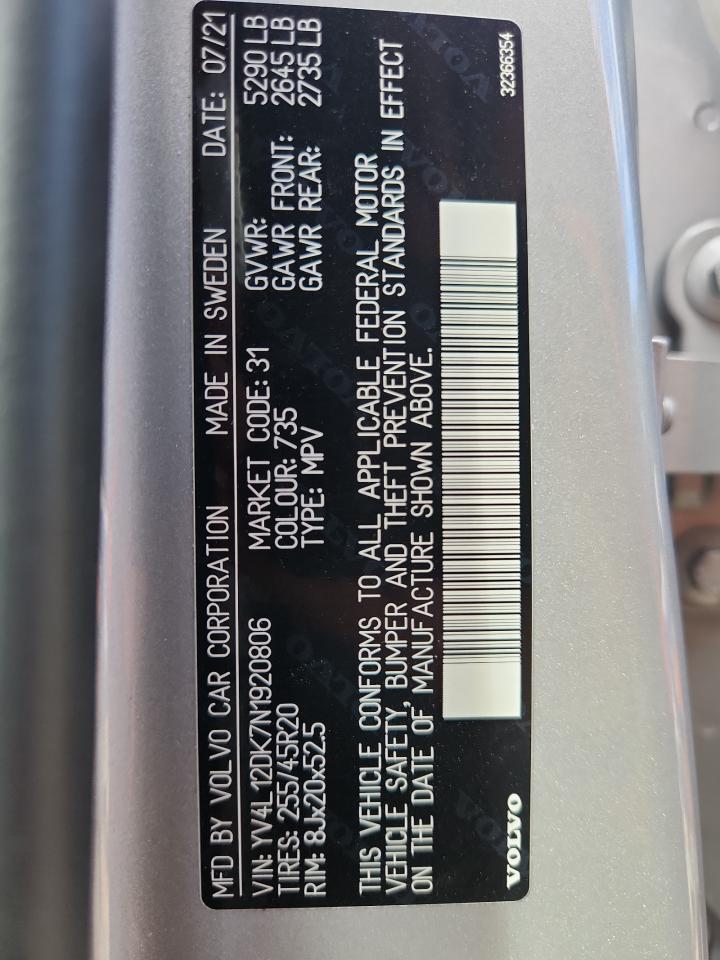 MFD BY VOLVO CAR CORPORATION MADE IN SWEDEN DATE: 07/21
VIN: YV4L12DK7N1920806 MARKET CODE: 31 GVWR: 5290 LB
TIRES: 255/45R20 COLOUR: 735 GAWR FRONT: 2645 LB
RIM: 8Jx20x52.5 TYPE: MPV GAWR REAR: 2735 LB
THIS VEHICLE CONFORMS TO ALL APPLICABLE FEDERAL MOTOR
VEHICLE SAFETY, BUMPER AND THEFT PREVENTION STANDARDS IN EFFECT
ON THE DATE OF MANUFACTURE SHOWN ABOVE.
VOLVO 32366354